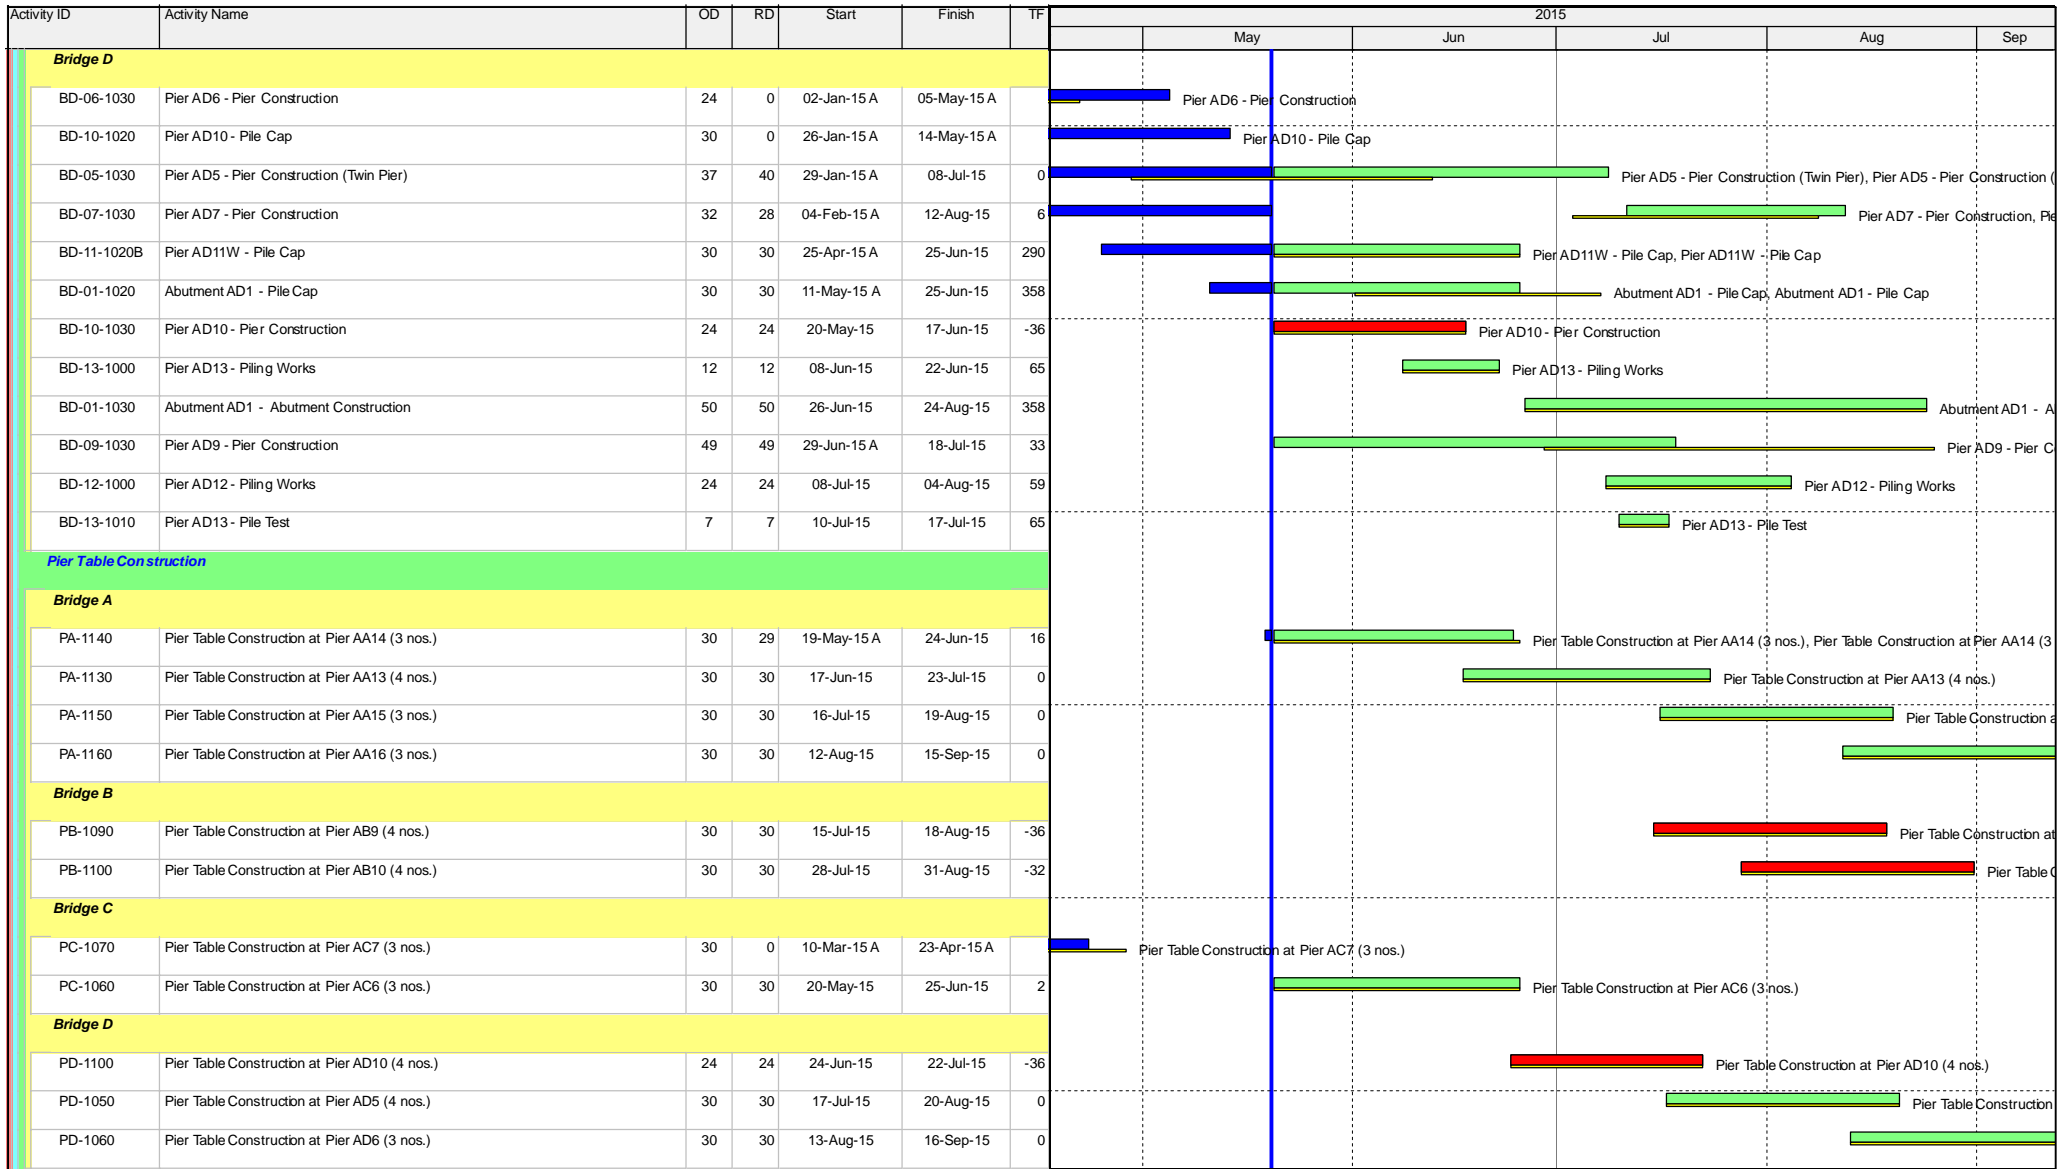 Activity ID Activity Name OD RD Start Finish TF 2015
May Jun Jul Aug Sep
Bridge D
BD-06-1030 Pier AD6 - Pier Construction 24 0 02-Jan-15 A 05-May-15 A Pier AD6 - Pier Construction
BD-10-1020 Pier AD10 - Pile Cap 30 0 26-Jan-15 A 14-May-15 A Pier AD10 - Pile Cap
BD-05-1030 Pier AD5 - Pier Construction (Twin Pier) 37 40 29-Jan-15 A 08-Jul-15 0 Pier AD5 - Pier Construction (Twin Pier), Pier AD5 - Pier Construction (
BD-07-1030 Pier AD7 - Pier Construction 32 28 04-Feb-15 A 12-Aug-15 6 Pier AD7 - Pier Construction, Pie
BD-11-1020B Pier AD11W - Pile Cap 30 30 25-Apr-15 A 25-Jun-15 290 Pier AD11W - Pile Cap, Pier AD11W - Pile Cap
BD-01-1020 Abutment AD1 - Pile Cap 30 30 11-May-15 A 25-Jun-15 358 Abutment AD1 - Pile Cap, Abutment AD1 - Pile Cap
BD-10-1030 Pier AD10 - Pier Construction 24 24 20-May-15 17-Jun-15 -36 Pier AD10 - Pier Construction
BD-13-1000 Pier AD13 - Piling Works 12 12 08-Jun-15 22-Jun-15 65 Pier AD13 - Piling Works
BD-01-1030 Abutment AD1 - Abutment Construction 50 50 26-Jun-15 24-Aug-15 358 Abutment AD1 - A
BD-09-1030 Pier AD9 - Pier Construction 49 49 29-Jun-15 A 18-Jul-15 33 Pier AD9 - Pier C
BD-12-1000 Pier AD12 - Piling Works 24 24 08-Jul-15 04-Aug-15 59 Pier AD12 - Piling Works
BD-13-1010 Pier AD13 - Pile Test 7 7 10-Jul-15 17-Jul-15 65 Pier AD13 - Pile Test
Pier Table Construction
Bridge A
PA-1140 Pier Table Construction at Pier AA14 (3 nos.) 30 29 19-May-15 A 24-Jun-15 16 Pier Table Construction at Pier AA14 (3 nos.), Pier Table Construction at Pier AA14 (3
PA-1130 Pier Table Construction at Pier AA13 (4 nos.) 30 30 17-Jun-15 23-Jul-15 0 Pier Table Construction at Pier AA13 (4 nos.)
PA-1150 Pier Table Construction at Pier AA15 (3 nos.) 30 30 16-Jul-15 19-Aug-15 0 Pier Table Construction a
PA-1160 Pier Table Construction at Pier AA16 (3 nos.) 30 30 12-Aug-15 15-Sep-15 0
Bridge B
PB-1090 Pier Table Construction at Pier AB9 (4 nos.) 30 30 15-Jul-15 18-Aug-15 -36 Pier Table Construction at
PB-1100 Pier Table Construction at Pier AB10 (4 nos.) 30 30 28-Jul-15 31-Aug-15 -32 Pier Table C
Bridge C
PC-1070 Pier Table Construction at Pier AC7 (3 nos.) 30 0 10-Mar-15 A 23-Apr-15 A Pier Table Construction at Pier AC7 (3 nos.)
PC-1060 Pier Table Construction at Pier AC6 (3 nos.) 30 30 20-May-15 25-Jun-15 2 Pier Table Construction at Pier AC6 (3 nos.)
Bridge D
PD-1100 Pier Table Construction at Pier AD10 (4 nos.) 24 24 24-Jun-15 22-Jul-15 -36 Pier Table Construction at Pier AD10 (4 nos.)
PD-1050 Pier Table Construction at Pier AD5 (4 nos.) 30 30 17-Jul-15 20-Aug-15 0 Pier Table Construction
PD-1060 Pier Table Construction at Pier AD6 (3 nos.) 30 30 13-Aug-15 16-Sep-15 0